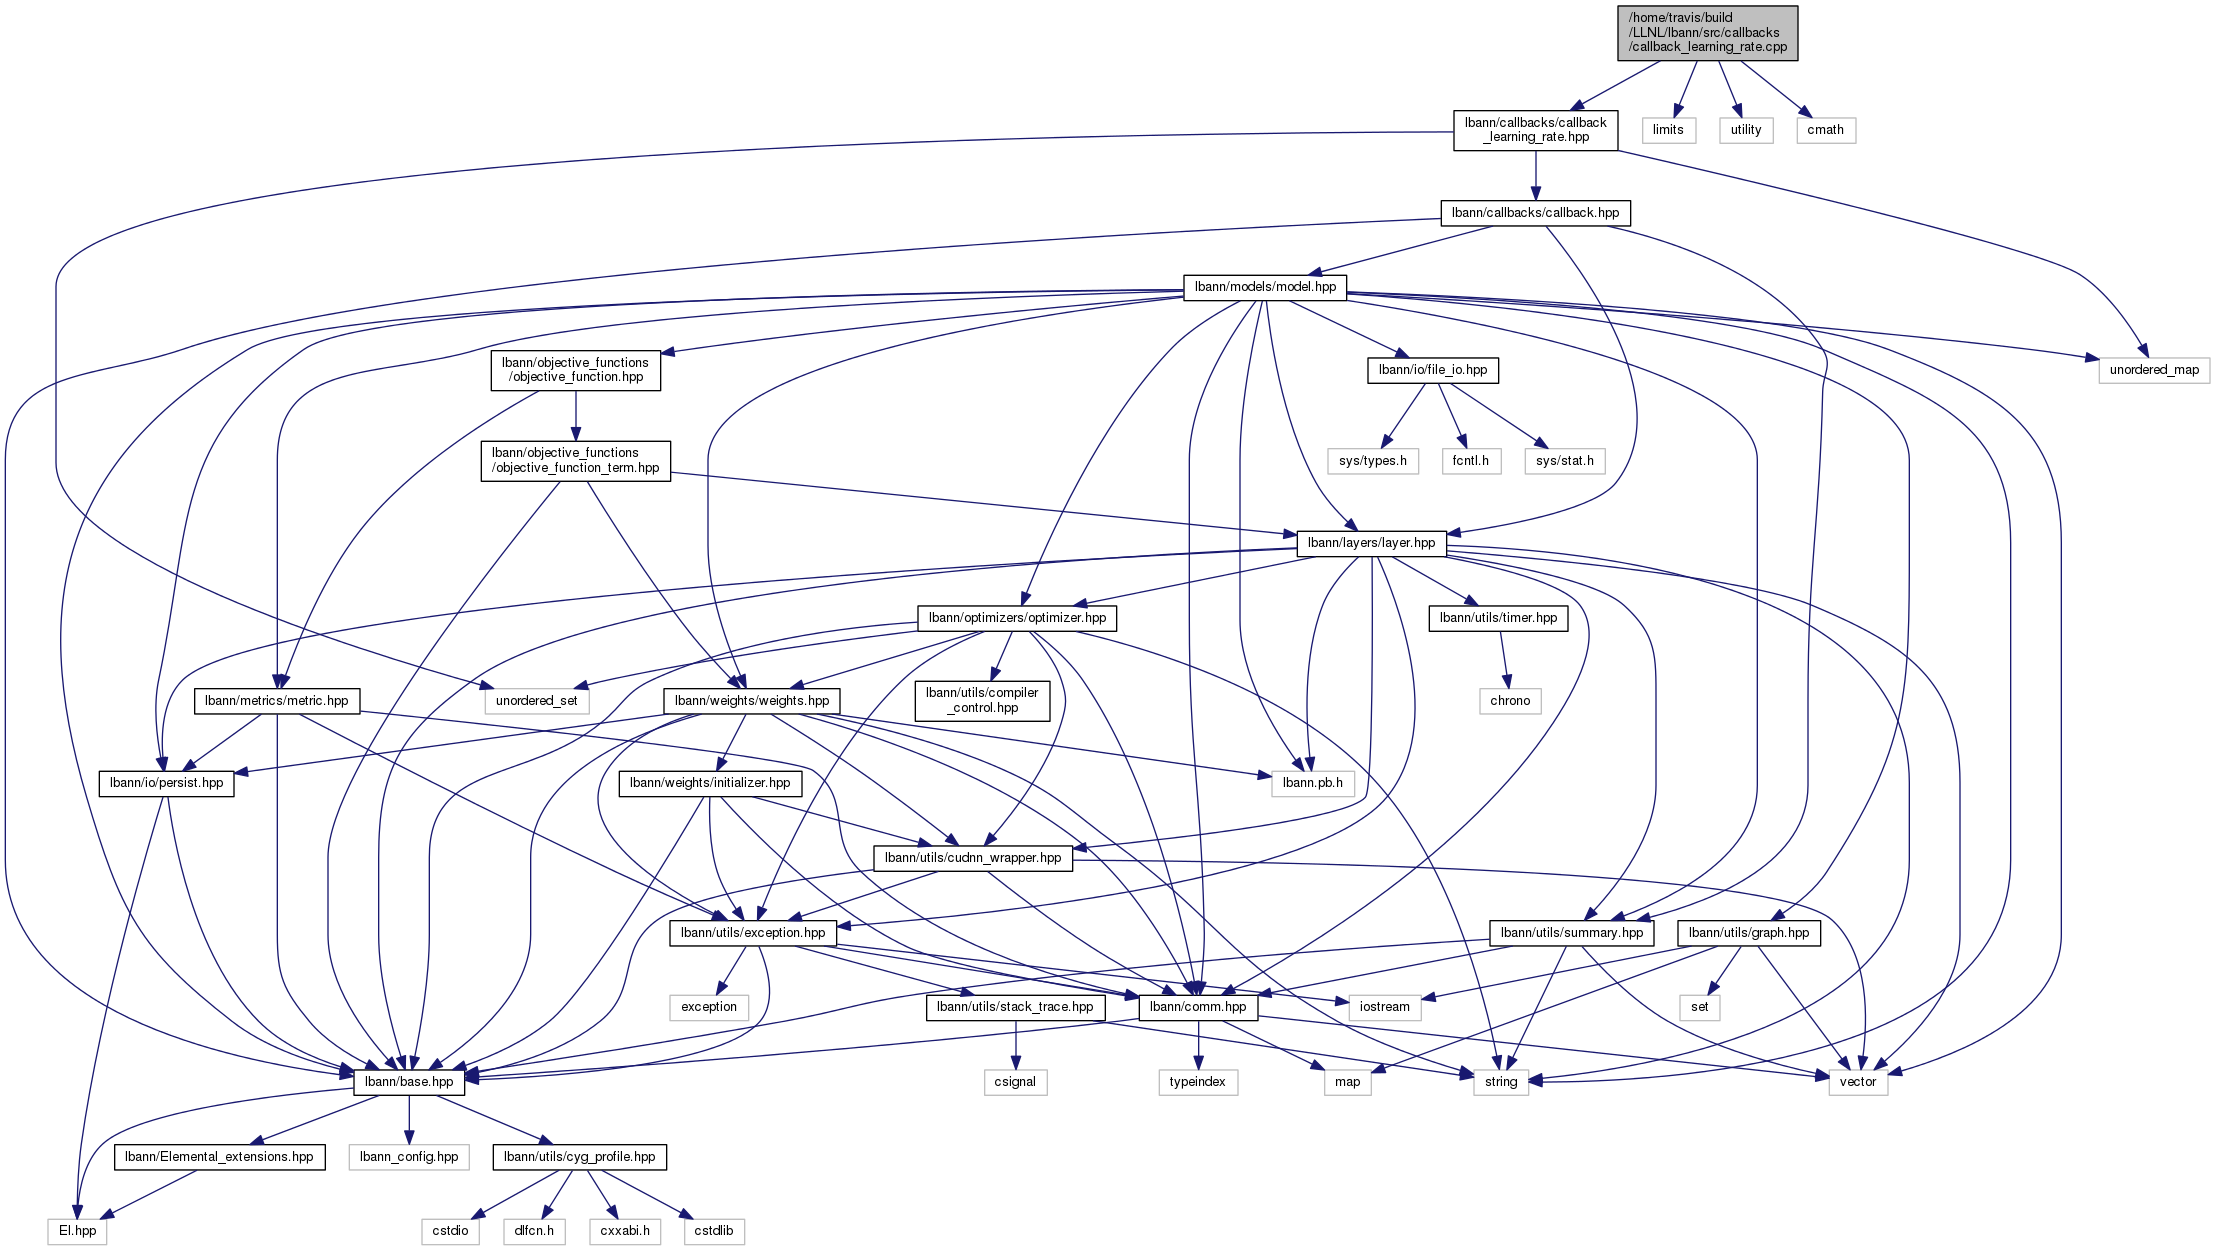 /home/travis/build
/LLNL/lbann/src/callbacks
/callback_learning_rate.cpp
lbann/callbacks/callback
_learning_rate.hpp
limits
utility
cmath
lbann/callbacks/callback.hpp
lbann/models/model.hpp
lbann/objective_functions
/objective_function.hpp
lbann/io/file_io.hpp
unordered_map
lbann/objective_functions
/objective_function_term.hpp
sys/types.h
fcntl.h
sys/stat.h
lbann/layers/layer.hpp
lbann/optimizers/optimizer.hpp
lbann/utils/timer.hpp
lbann/metrics/metric.hpp
unordered_set
lbann/weights/weights.hpp
lbann/utils/compiler
_control.hpp
chrono
lbann/io/persist.hpp
lbann/weights/initializer.hpp
lbann.pb.h
lbann/utils/cudnn_wrapper.hpp
lbann/utils/exception.hpp
lbann/utils/summary.hpp
lbann/utils/graph.hpp
exception
lbann/utils/stack_trace.hpp
lbann/comm.hpp
iostream
set
lbann/base.hpp
csignal
typeindex
map
string
vector
lbann/Elemental_extensions.hpp
lbann_config.hpp
lbann/utils/cyg_profile.hpp
El.hpp
cstdio
dlfcn.h
cxxabi.h
cstdlib